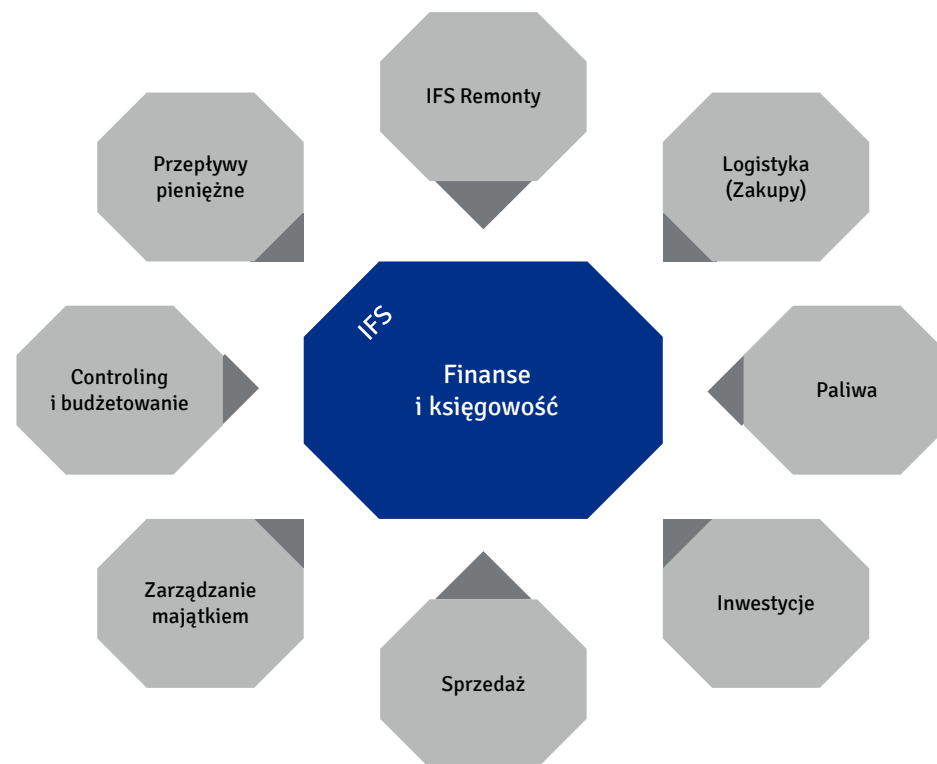 IFS Remonty
Przepływy
pieniężne
Logistyka
(Zakupy)
IFS
Finanse
i księgowość
Controling
i budżetowanie
Paliwa
Zarządzanie
majątkiem
Inwestycje
Sprzedaż